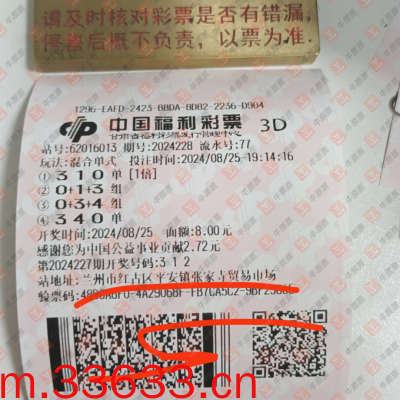 请及时核对彩票是否有错漏,
停售后概不负责，以票为准.
1296-EAFD-2423-BBDA-BDB2-2236-D904
中国福利彩票 3D
站号:62016013 期号:2024228 流水号:77
玩法:混合单式 投注时间:2024/08/25-19:14:16
① 3 1 0 单 [1倍]
② 0+1+3 组
③ 0+3+4 组
④ 3 4 0 单
开奖时间:2024/08/25 面额:8.00元
感谢您为中国公益事业贡献2.72元
第2024227期开奖号码:3 1 2
站地址:兰州市红古区平安镇张家寺贸易市场
验票码:
m.33633.cn